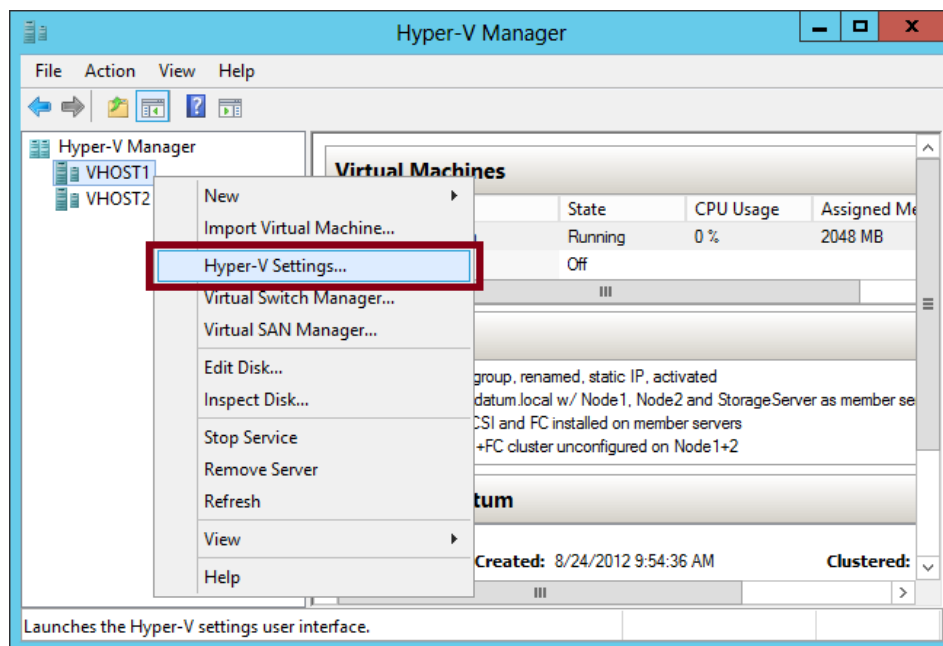 Hyper-V Manager
File Action View Help
Hyper-V Manager
VHOST1
VHOST2
New
Import Virtual Machine...
Hyper-V Settings...
Virtual Switch Manager...
Virtual SAN Manager...
Edit Disk...
Inspect Disk...
Stop Service
Remove Server
Refresh
View
Help
Virtual Machines
State CPU Usage Assigned Me
Running 0 % 2048 MB
Off
group, renamed, static IP, activated
datum.local w/ Node1, Node2 and StorageServer as member se
CSI and FC installed on member servers
+FC cluster unconfigured on Node1+2
tum
Created: 8/24/2012 9:54:36 AM Clustered:
Launches the Hyper-V settings user interface.